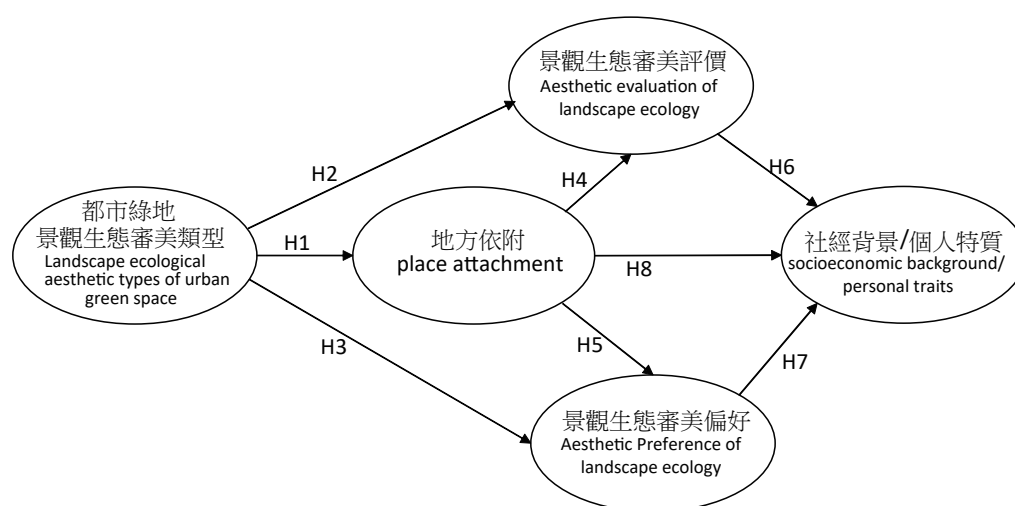 景觀生態審美評價
Aesthetic evaluation of
landscape ecology
H2
H4
H6
都市綠地
景觀生態審美類型
Landscape ecological
aesthetic types of urban
green space
H1
地方依附
place attachment
H8
社經背景/個人特質
socioeconomic background/
personal traits
H3
H5
H7
景觀生態審美偏好
Aesthetic Preference of
landscape ecology